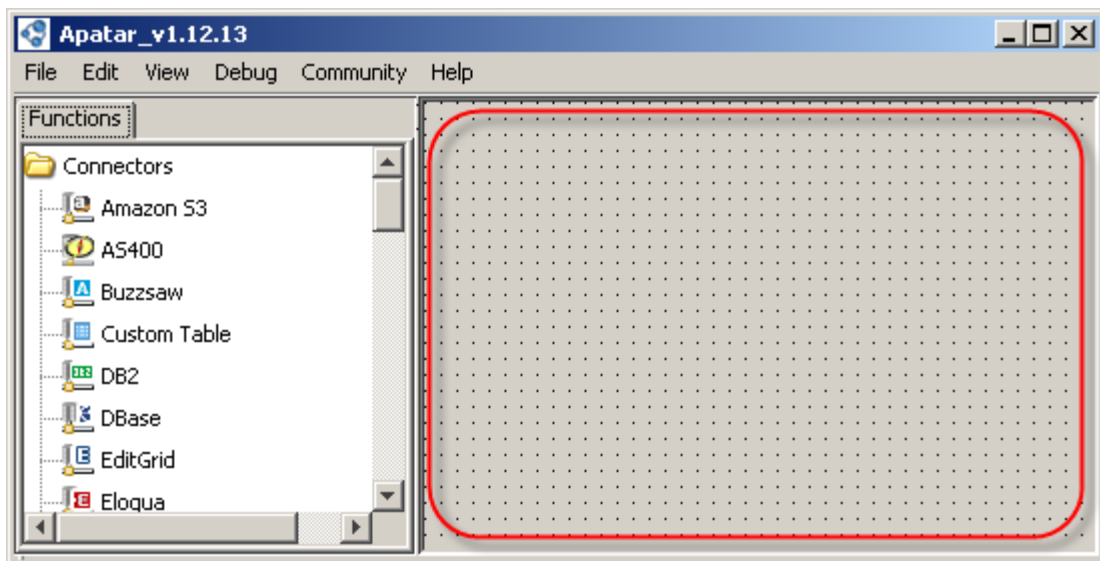 Apatar_v1.12.13
File Edit View Debug Community Help
Functions
Connectors
Amazon S3
AS400
Buzzsaw
Custom Table
DB2
DBase
EditGrid
Eloqua